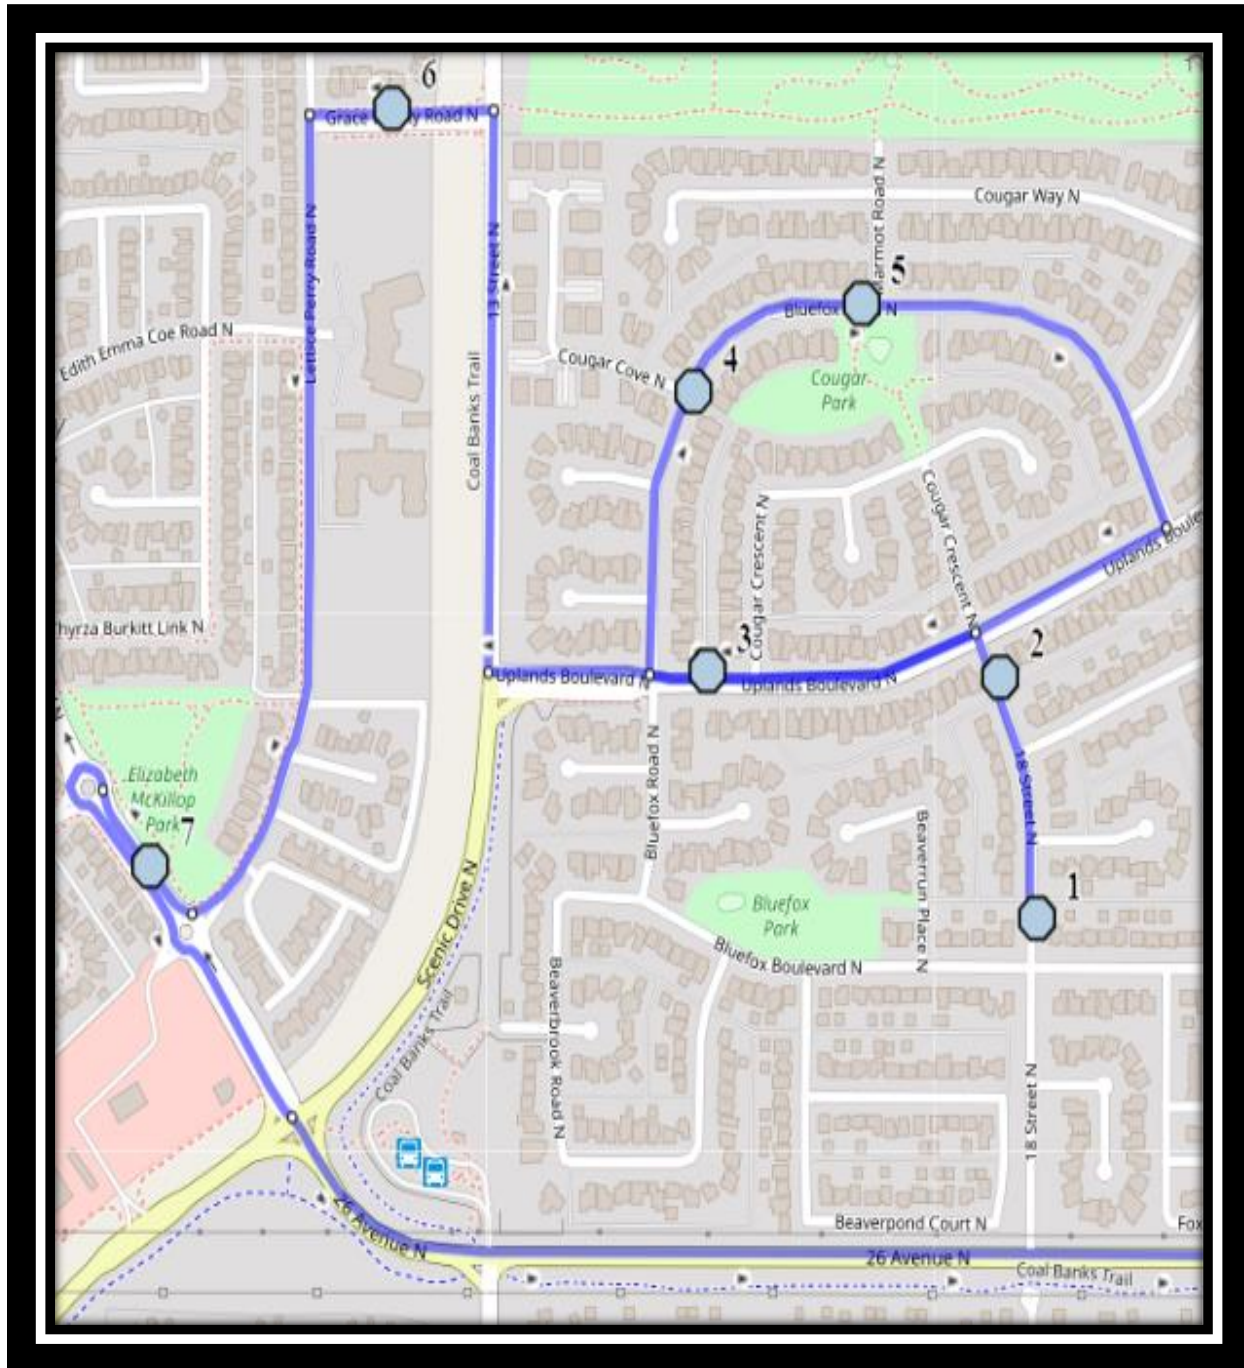 6
Grace
y Road N
Cougar Way N
Marmot Road N
5
Lettice Perry Road N
13 Street N
Bluefox
N
Edith Emma Coe Road N
Cougar Cove N
4
Cougar
Park
Coal Banks Trail
Cougar Crescent N
Cougar Crescent N
Uplands Boule
hyrza Burkitt Link N
3
2
Uplands Boulevard N
Uplands Boulevard N
18 Street N
Bluefox Road N
Elizabeth
McKillop
Park
7
Beaverrun Place N
1
Scenic Drive N
Bluefox
Park
Bluefox Boulevard N
Beaverbrook Road N
Coal Banks Trail
18 Street N
26 Avenue N
Beaverpond Court N
Fox
26 Avenue N
Coal Banks Trail